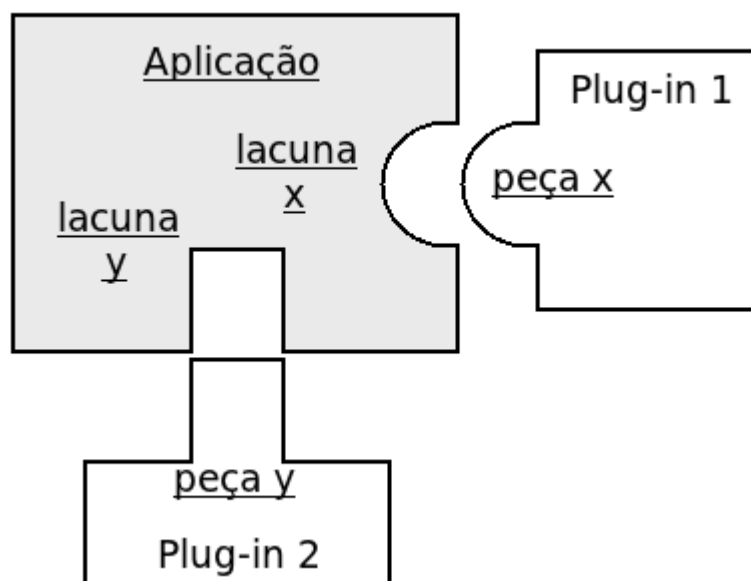 Aplicação
Plug-in 1
lacuna
x
peça x
lacuna
y
peça y
Plug-in 2